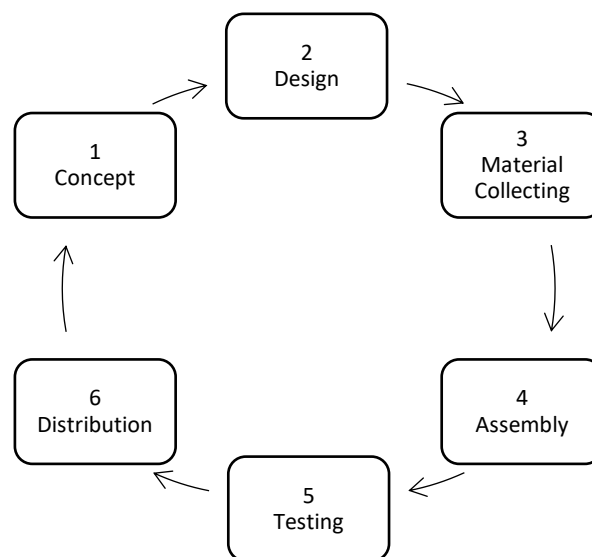 1
Concept
2
Design
3
Material
Collecting
4
Assembly
5
Testing
6
Distribution